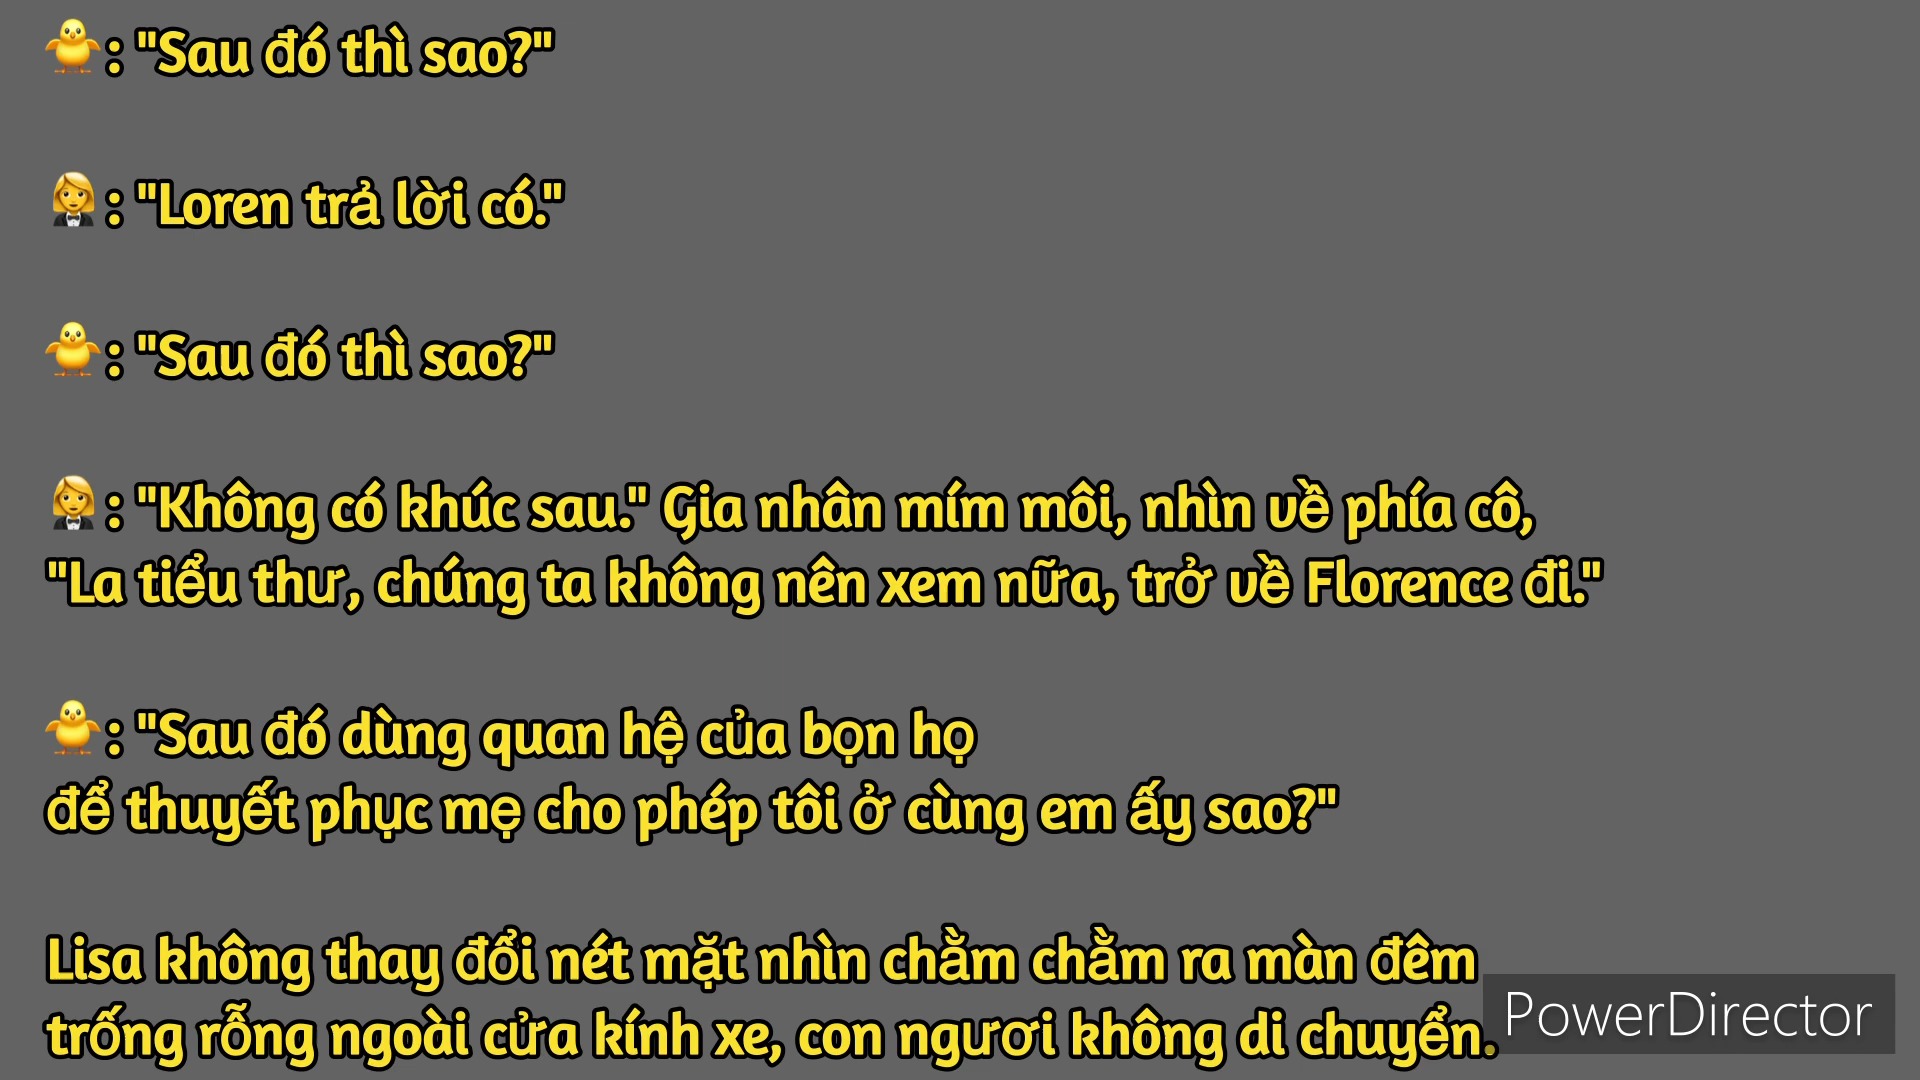 🐥: "Sau đó thì sao?"
🤵‍♀️: "Loren trả lời có."
🐥: "Sau đó thì sao?"
🤵‍♀️: "Không có khúc sau." Gia nhân mím môi, nhìn về phía cô,
"La tiểu thư, chúng ta không nên xem nữa, trở về Florence đi."
🐥: "Sau đó dùng quan hệ của bọn họ
để thuyết phục mẹ cho phép tôi ở cùng em ấy sao?"
Lisa không thay đổi nét mặt nhìn chằm chằm ra màn đêm
trống rỗng ngoài cửa kính xe, con ngươi không di chuyển.
PowerDirector